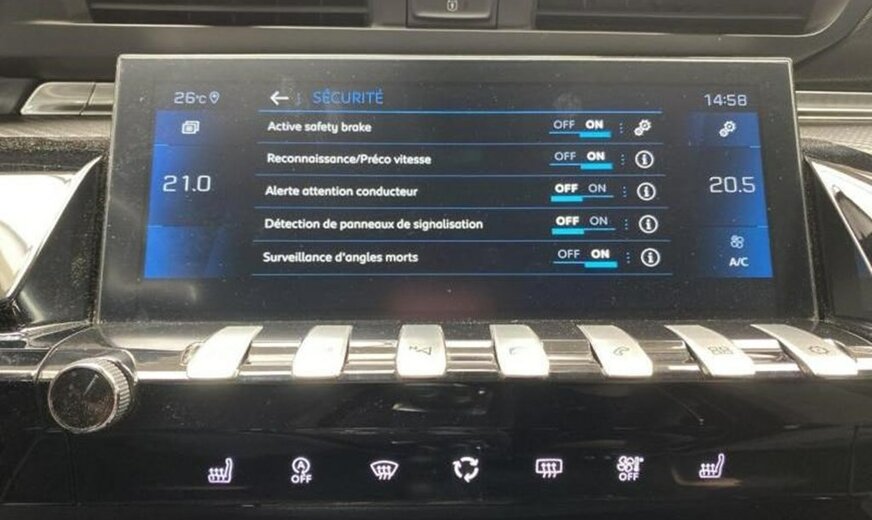 26°C
SÉCURITÉ
14:58
Active safety brake OFF ON
Reconnaissance/Préco vitesse OFF ON
Alerte attention conducteur OFF ON
Détection de panneaux de signalisation OFF ON
Surveillance d'angles morts OFF ON
21.0
20.5
A/C
A
OFF
OFF